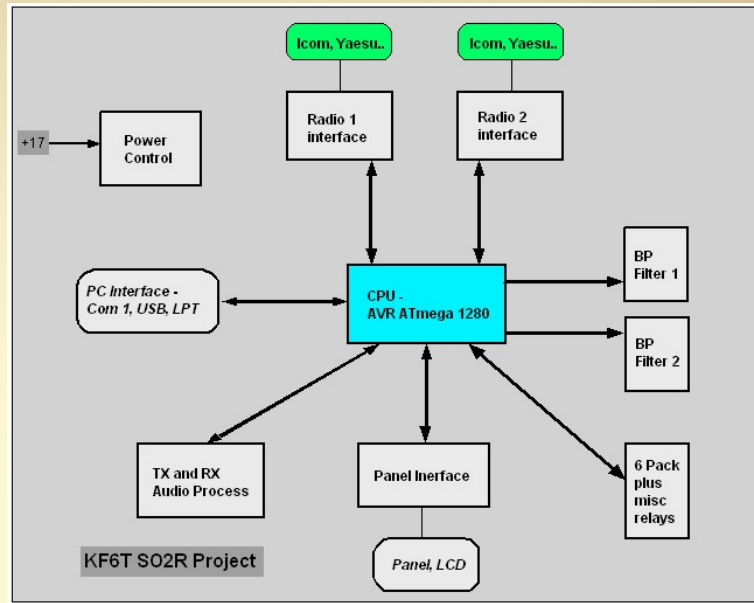 Icom, Yaesu..
Icom, Yaesu..
Radio 1
interface
Radio 2
interface
+17
Power
Control
PC Interface -
Com 1, USB, LPT
CPU -
AVR ATmega 1280
BP
Filter 1
BP
Filter 2
TX and RX
Audio Process
Panel Inerface
6 Pack
plus
misc
relays
Panel, LCD
KF6T SO2R Project